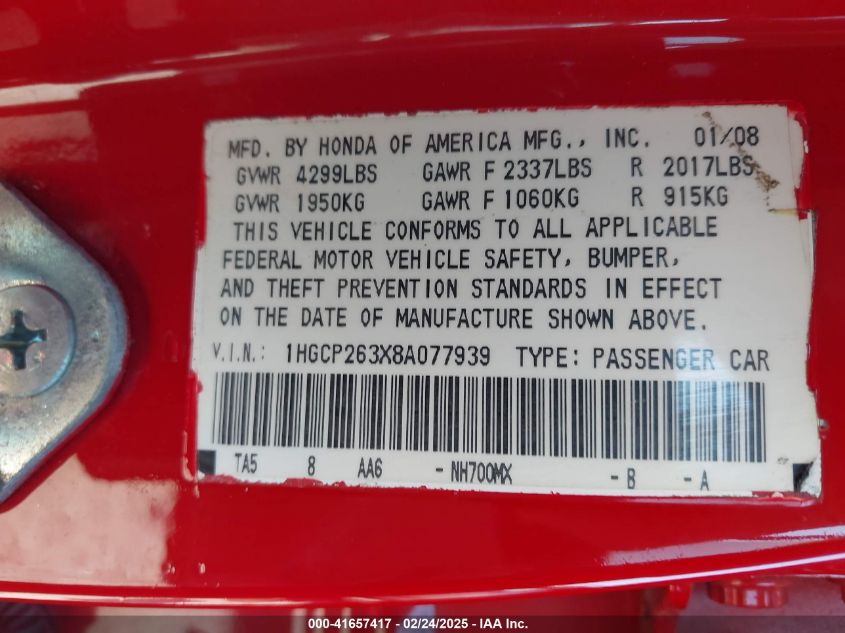 MFD. BY HONDA OF AMERICA MFG., INC. 01/08
GVWR 4299LBS GAWR F 2337LBS R 2017LBS
GVWR 1950KG GAWR F 1060KG R 915KG
THIS VEHICLE CONFORMS TO ALL APPLICABLE
FEDERAL MOTOR VEHICLE SAFETY, BUMPER,
AND THEFT PREVENTION STANDARDS IN EFFECT
ON THE DATE OF MANUFACTURE SHOWN ABOVE.
V.I.N.: 1HGCP263X8A077939 TYPE: PASSENGER CAR
TA5 8 AA6 -NH700MX -B -A
000-41657417 - 02/24/2025 - IAA Inc.